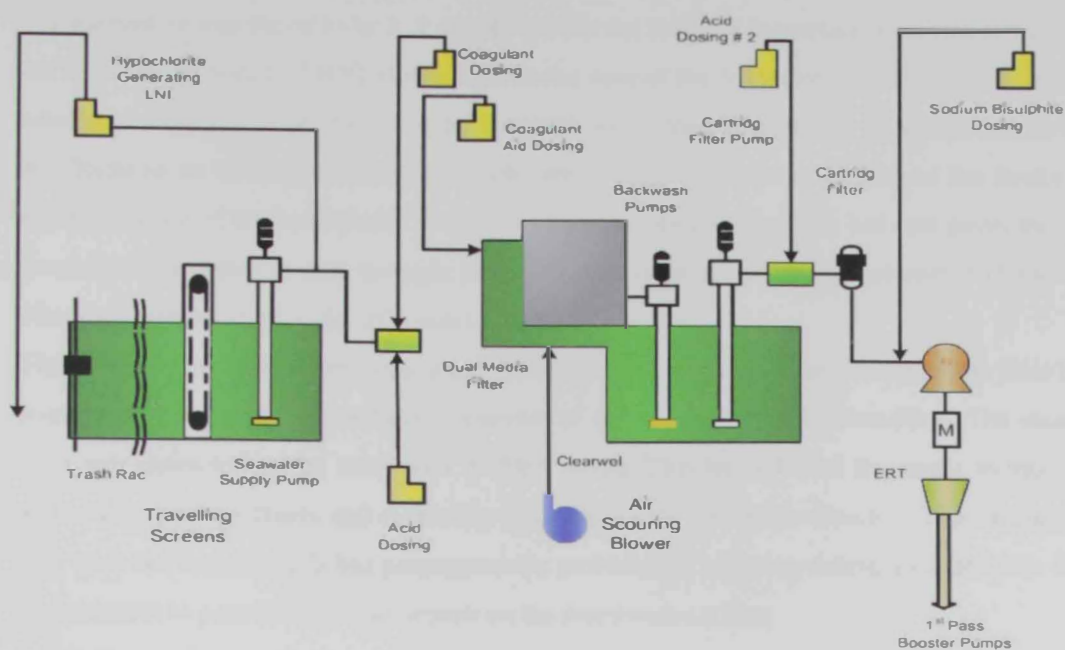 Hypochlorite
Generating
LNI
Coagulant
Dosing
Coagulant
Aid Dosing
Acid
Dosing # 2
Cartridg
Filter Pump
Sodium Bisulphite
Dosing
Cartridg
Filter
Backwash
Pumps
Dual Media
Filter
Clearwel
Trash Rac
Seawater
Supply Pump
Travelling
Screens
Acid
Dosing
Air
Scouring
Blower
M
ERT
1st Pass
Booster Pumps